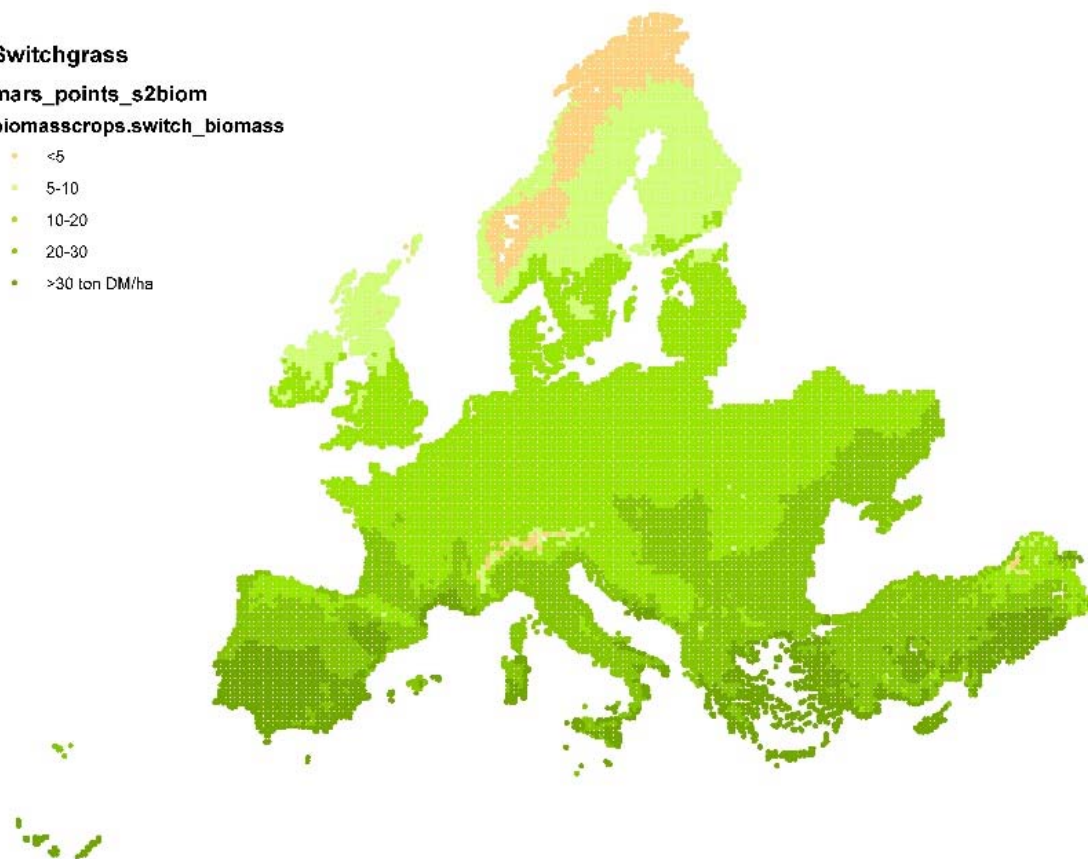 Switchgrass
mars_points_s2biom
biomasscrops.switch_biomass
<5
5-10
10-20
20-30
>30 ton DM/ha